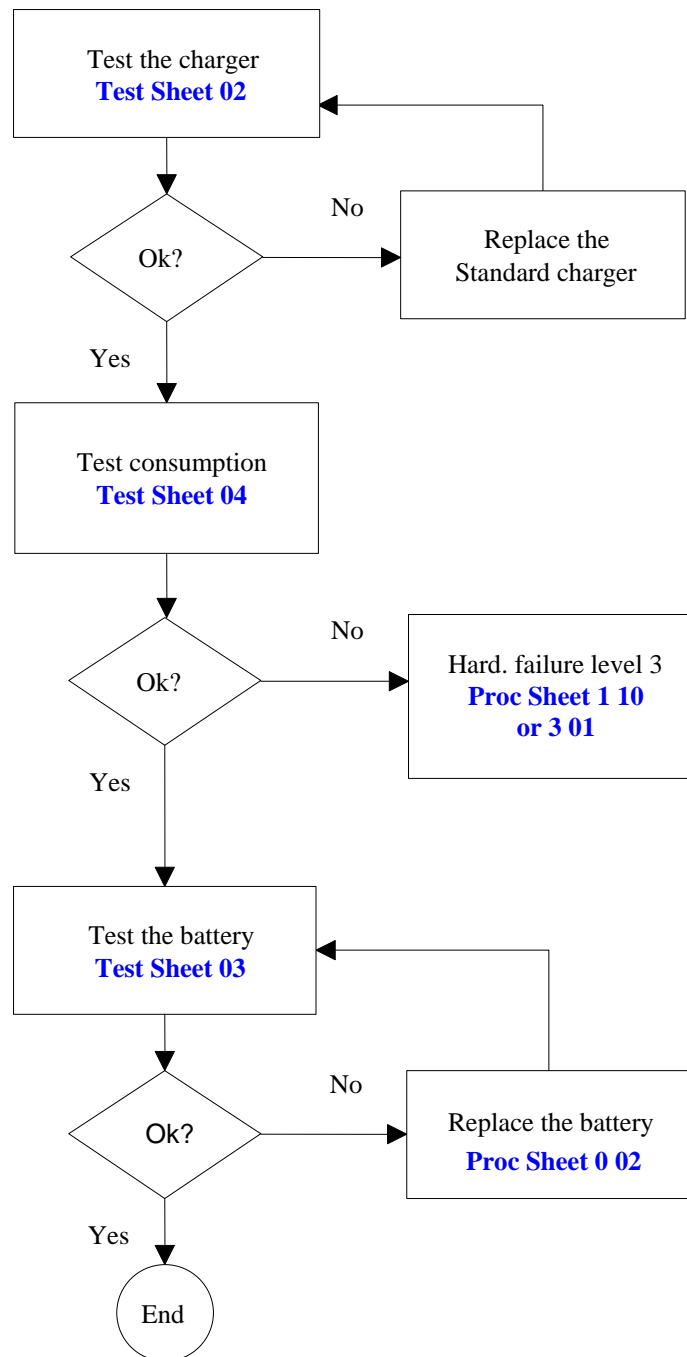 Test the charger
Test Sheet 02
Ok?
No
Replace the
Standard charger
Yes
Test consumption
Test Sheet 04
Ok?
No
Hard. failure level 3
Proc Sheet 1 10
or 3 01
Yes
Test the battery
Test Sheet 03
Ok?
No
Replace the battery
Proc Sheet 0 02
Yes
End